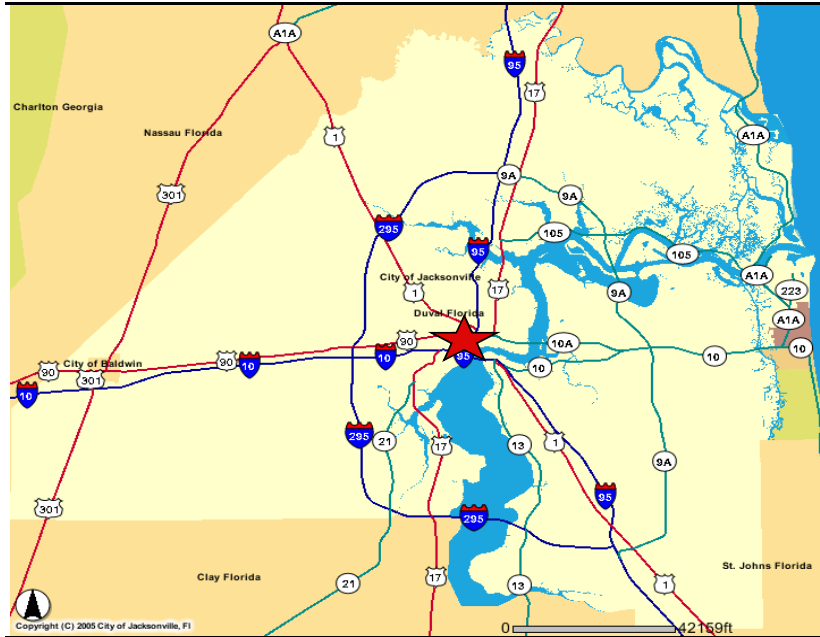 A1A
95
17
Charlton Georgia
Nassau Florida
1
A1A
9A
9A
301
295
95
105
105
City of Jacksonville
A1A
1
17
9A
223
Duval Florida
A1A
90
10A
10
90
City of Baldwin
90
10
10
95
10
10
301
10
295
21
17
13
1
9A
95
301
295
St. Johns Florida
Clay Florida
21
17
13
1
Copyright (C) 2005 City of Jacksonville, Fl
0
42159ft